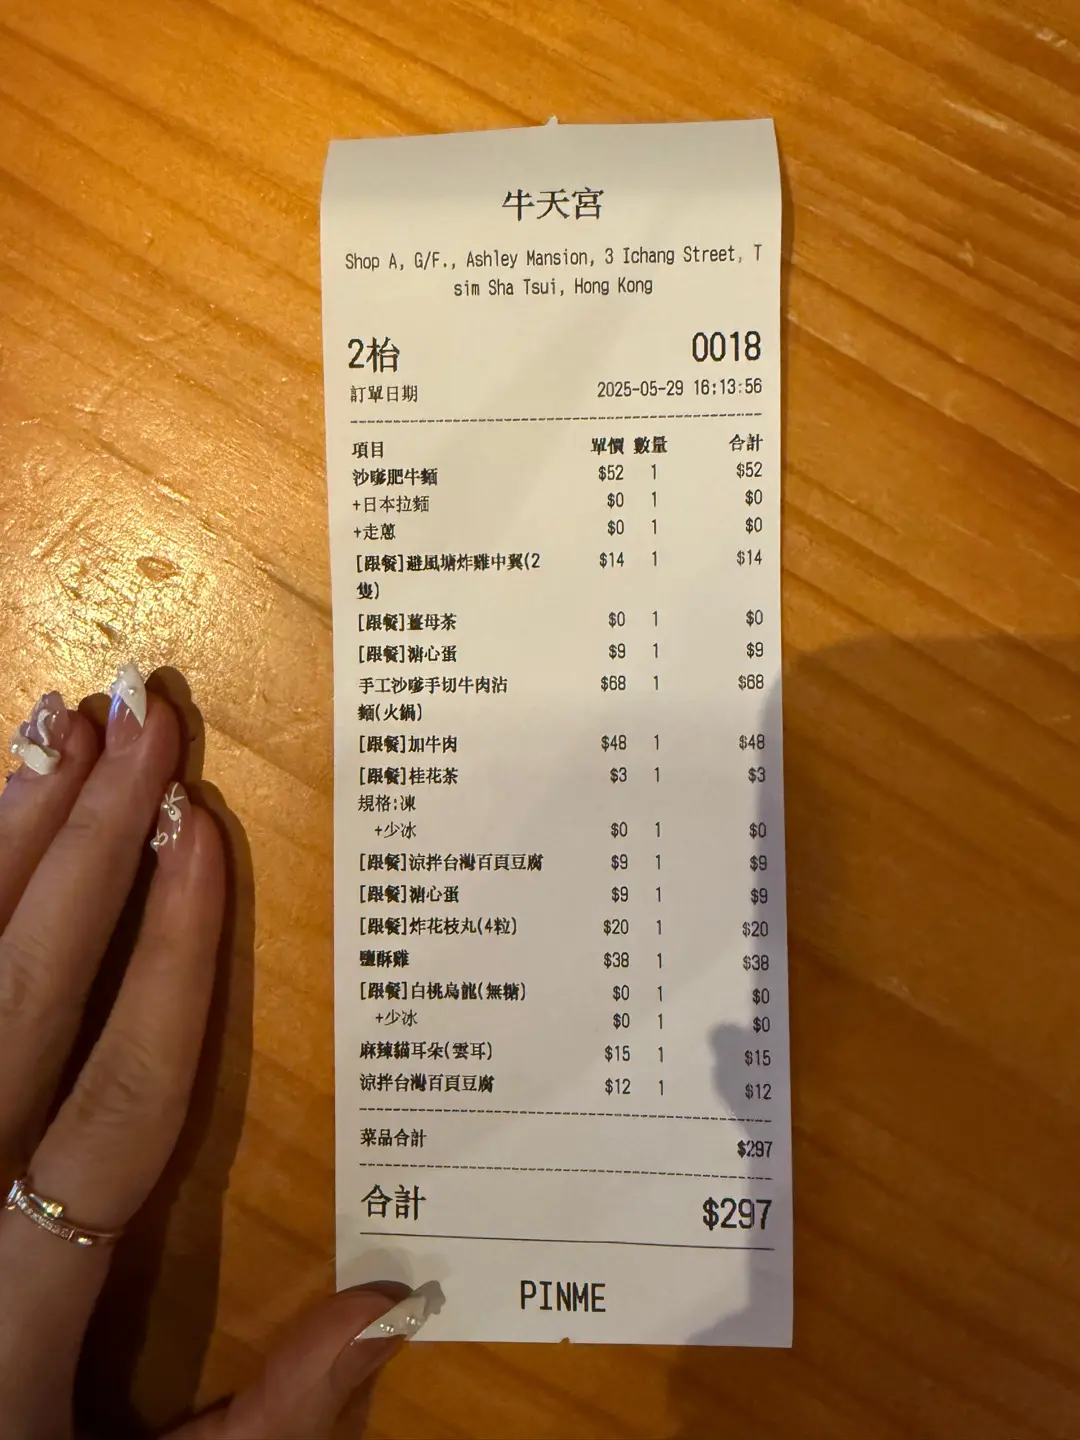 牛天宮
Shop A, G/F., Ashley Mansion, 3 Ichang Street, T
sim Sha Tsui, Hong Kong
2枱 0018
訂單日期 2025-05-29 16:13:56
項目 單價 數量 合計
沙嗲肥牛麵 $52 1 $52
+日本拉麵 $0 1 $0
+走蔥 $0 1 $0
[跟餐]避風塘炸雞中翼(2 $14 1 $14
隻)
[跟餐]薑母茶 $0 1 $0
[跟餐]溏心蛋 $9 1 $9
手工沙嗲手切牛肉沾 $68 1 $68
麵(火鍋)
[跟餐]加牛肉 $48 1 $48
[跟餐]桂花茶 $3 1 $3
規格:凍
+少冰 $0 1 $0
[跟餐]涼拌台灣百頁豆腐 $9 1 $9
[跟餐]溏心蛋 $9 1 $9
[跟餐]炸花枝丸(4粒) $20 1 $20
鹽酥雞 $38 1 $38
[跟餐]白桃烏龍(無糖) $0 1 $0
+少冰 $0 1 $0
麻辣貓耳朵(雲耳) $15 1 $15
涼拌台灣百頁豆腐 $12 1 $12
菜品合計 $297
合計 $297
PINME